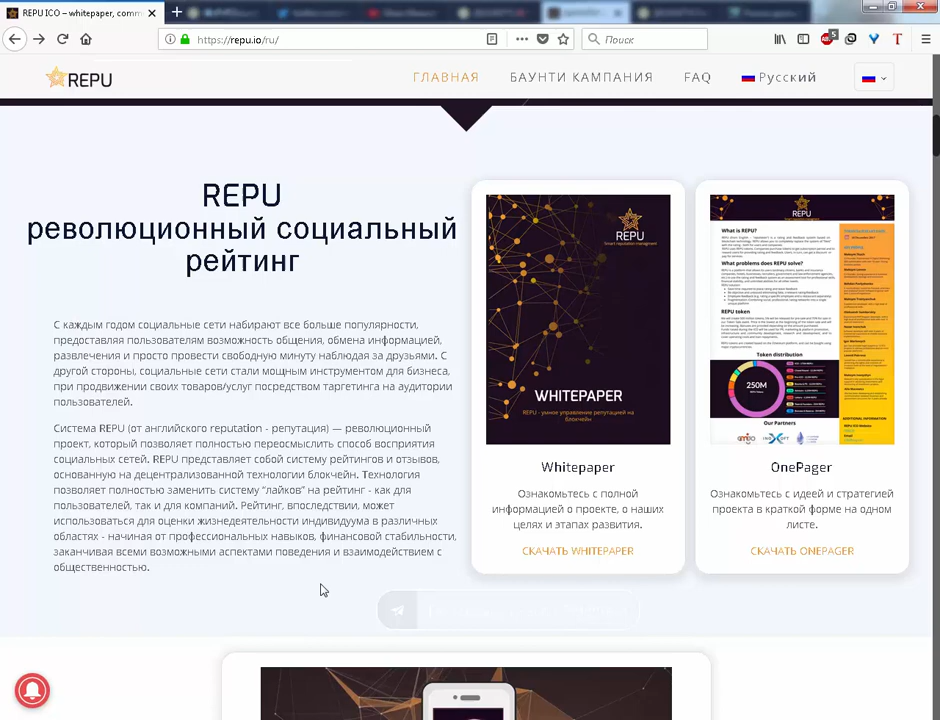 REPU ICO – whitepaper, comm
https://repu.io/ru/
Поиск
5
REPU
ГЛАВНАЯ
БАУНТИ КАМПАНИЯ
FAQ
Русский
REPU
революционный социальный
рейтинг
С каждым годом социальные сети набирают все больше популярности,
предоставляя пользователям возможность общения, обмена информацией,
развлечения и просто провести свободную минуту наблюдая за друзьями. С
другой стороны, социальные сети стали мощным инструментом для бизнеса,
при продвижении своих товаров/услуг посредством таргетинга на аудитории
пользователей.
Система REPU (от английского reputation - репутация) — революционный
проект, который позволяет полностью переосмыслить способ восприятия
социальных сетей. REPU представляет собой систему рейтингов и отзывов,
основанную на децентрализованной технологии блокчейн. Технология
позволяет полностью заменить систему “лайков” на рейтинг - как для
пользователей, так и для компаний. Рейтинг, впоследствии, может
использоваться для оценки жизнедеятельности индивидуума в различных
областях - начиная от профессиональных навыков, финансовой стабильности,
заканчивая всеми возможными аспектами поведения и взаимодействием с
общественностью.
REPU
Smart reputation managment
WHITEPAPER
REPU - умное управление репутацией на
блокчейн
Whitepaper
Ознакомьтесь с полной
информацией о проекте, о наших
целях и этапах развития.
СКАЧАТЬ WHITEPAPER
REPU
What is REPU?
What problems does REPU solve?
REPU token
Token distribution
250M
Our Partners
OnePager
Ознакомьтесь с идеей и стратегией
проекта в краткой форме на одном
листе.
СКАЧАТЬ ONEPAGER